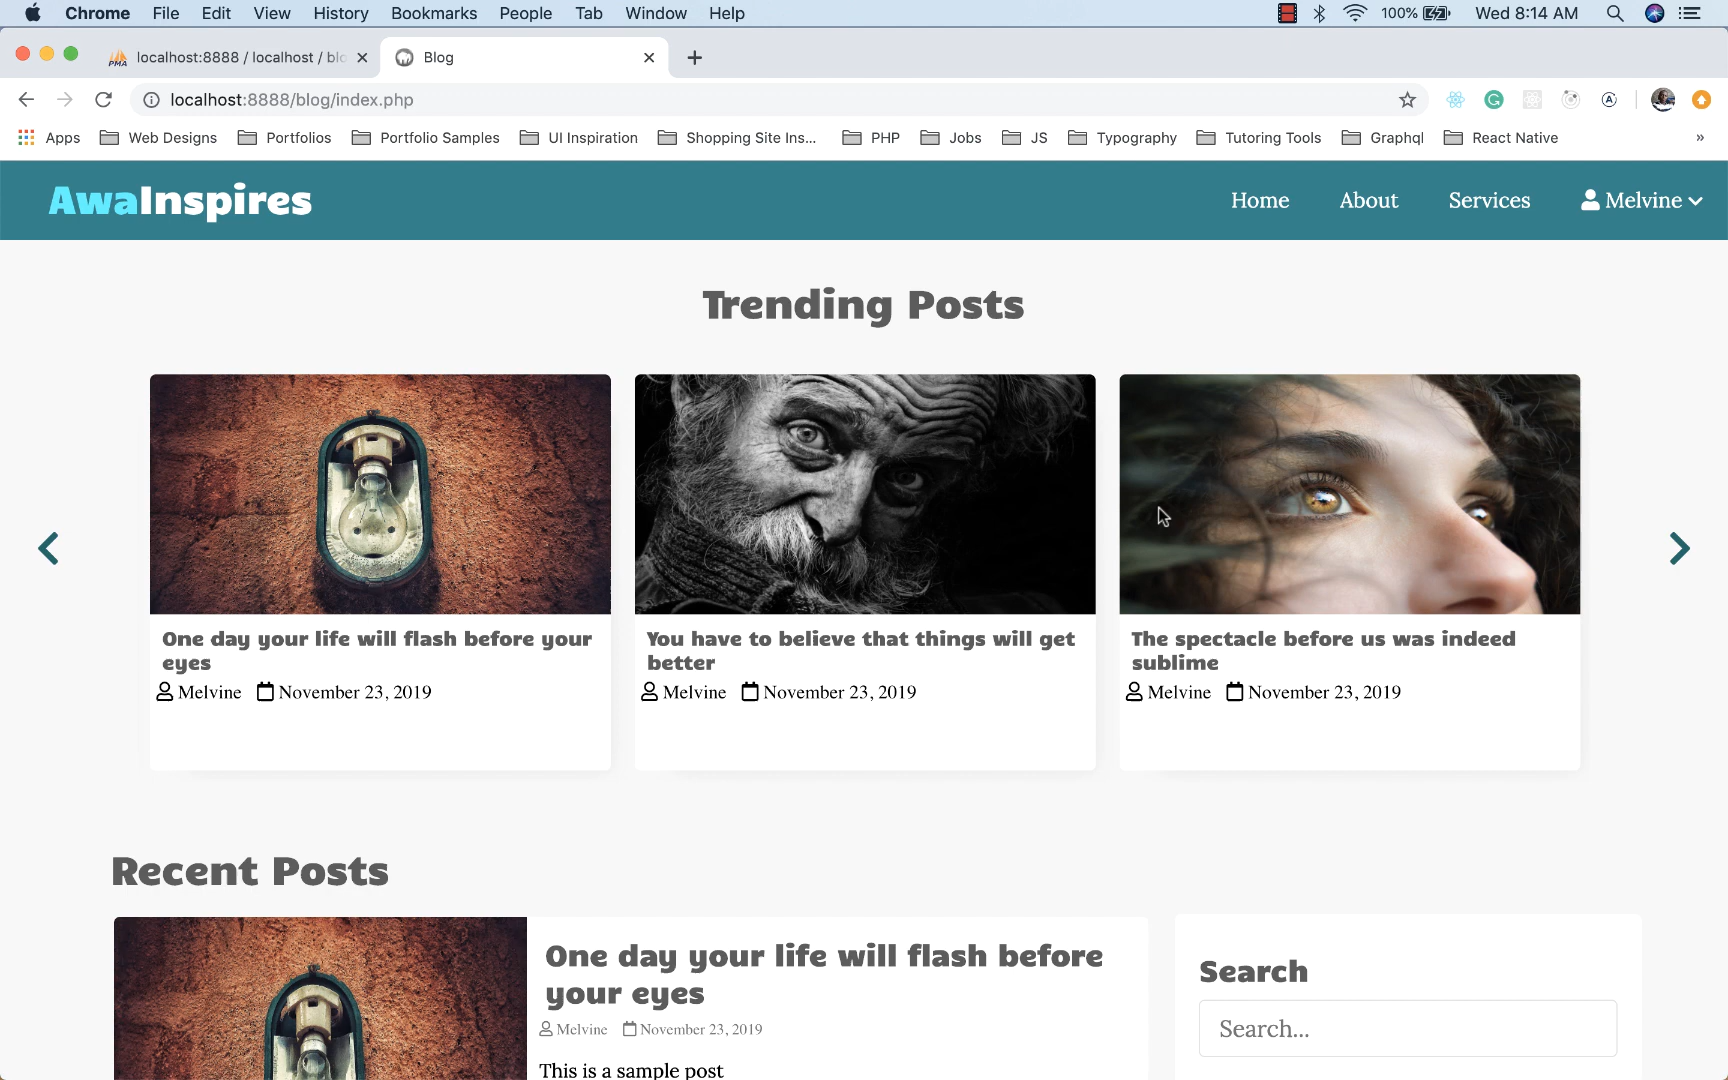 Chrome File Edit View History Bookmarks People Tab Window Help 100% Wed 8:14 AM
PMA localhost:8888 / localhost / blo Blog
localhost:8888/blog/index.php
Apps Web Designs Portfolios Portfolio Samples UI Inspiration Shopping Site Ins... PHP Jobs JS Typography Tutoring Tools Graphql React Native »
AwaInspires Home About Services Melvine
Trending Posts
One day your life will flash before your
eyes
Melvine November 23, 2019
You have to believe that things will get
better
Melvine November 23, 2019
The spectacle before us was indeed
sublime
Melvine November 23, 2019
Recent Posts
One day your life will flash before
your eyes
Melvine November 23, 2019
This is a sample post
Search
Search...